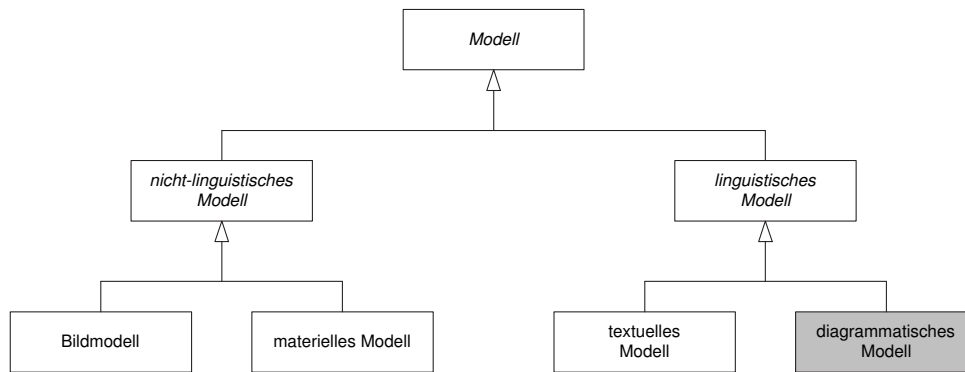 Modell
nicht-linguistisches
Modell
linguistisches
Modell
Bildmodell
materielles Modell
textuelles
Modell
diagrammatisches
Modell